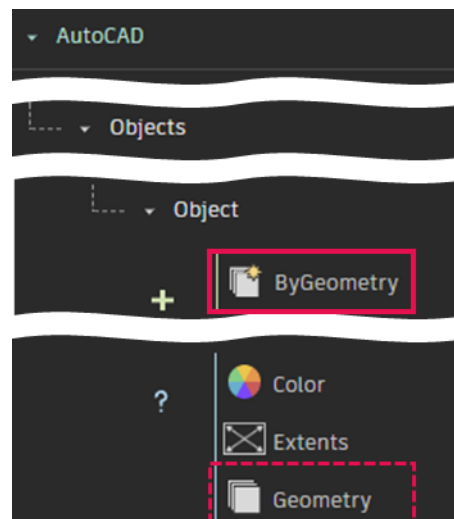 AutoCAD
Objects
Object
+
ByGeometry
?
Color
Extents
Geometry